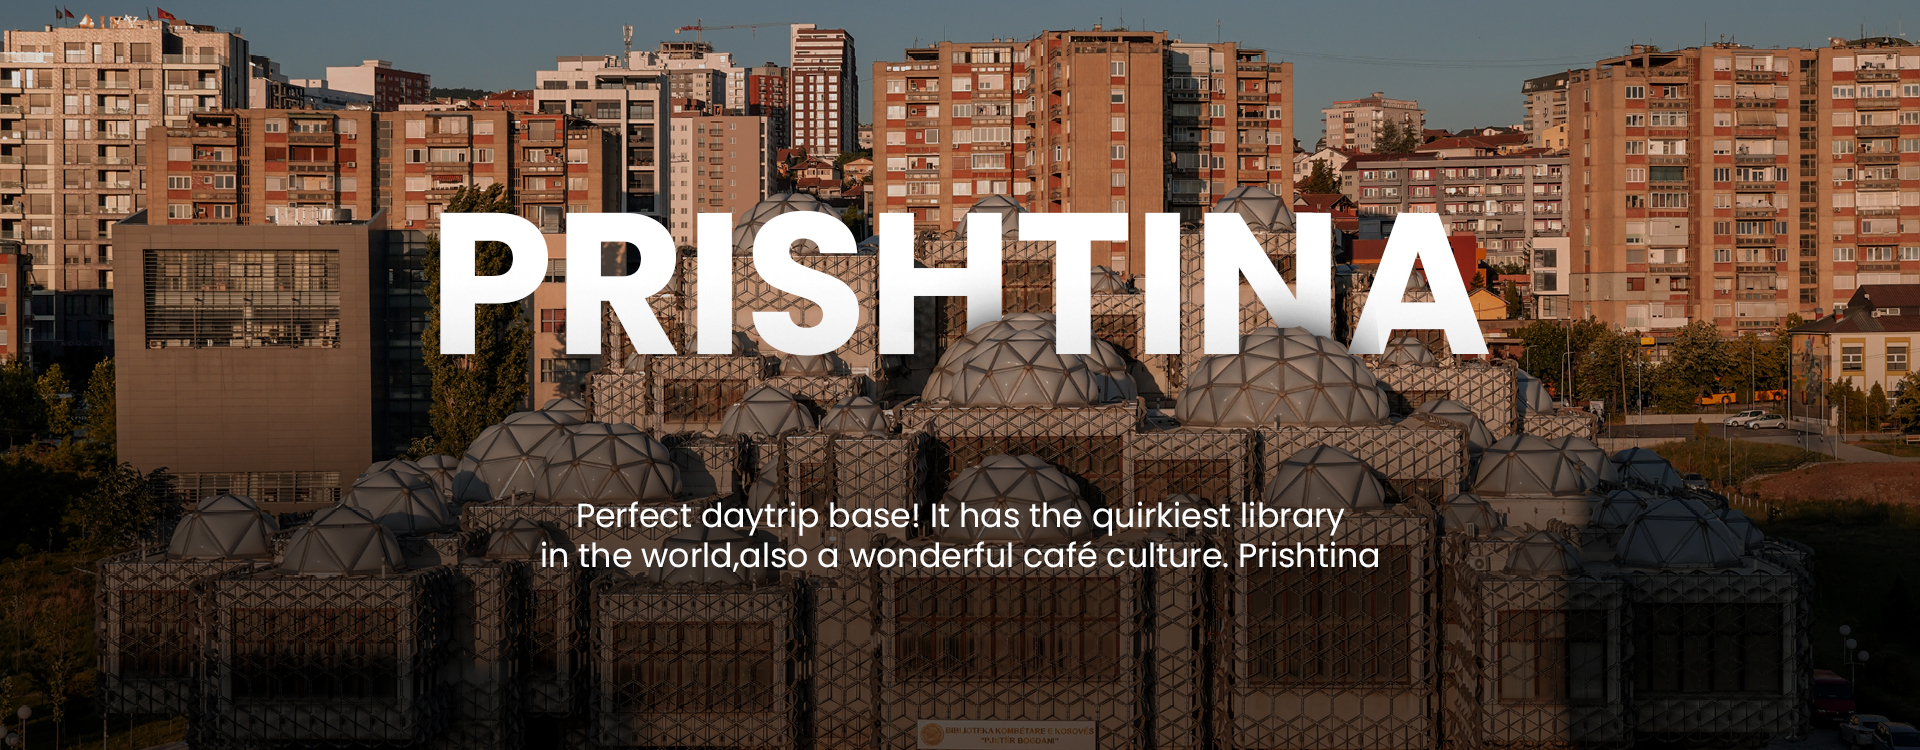 PRISHTINA
Perfect daytrip base! It has the quirkiest library
in the world,also a wonderful café culture. Prishtina
BIBLIOTEKA KOMBËTARE E KOSOVËS
"PJETËR BOGDANI"